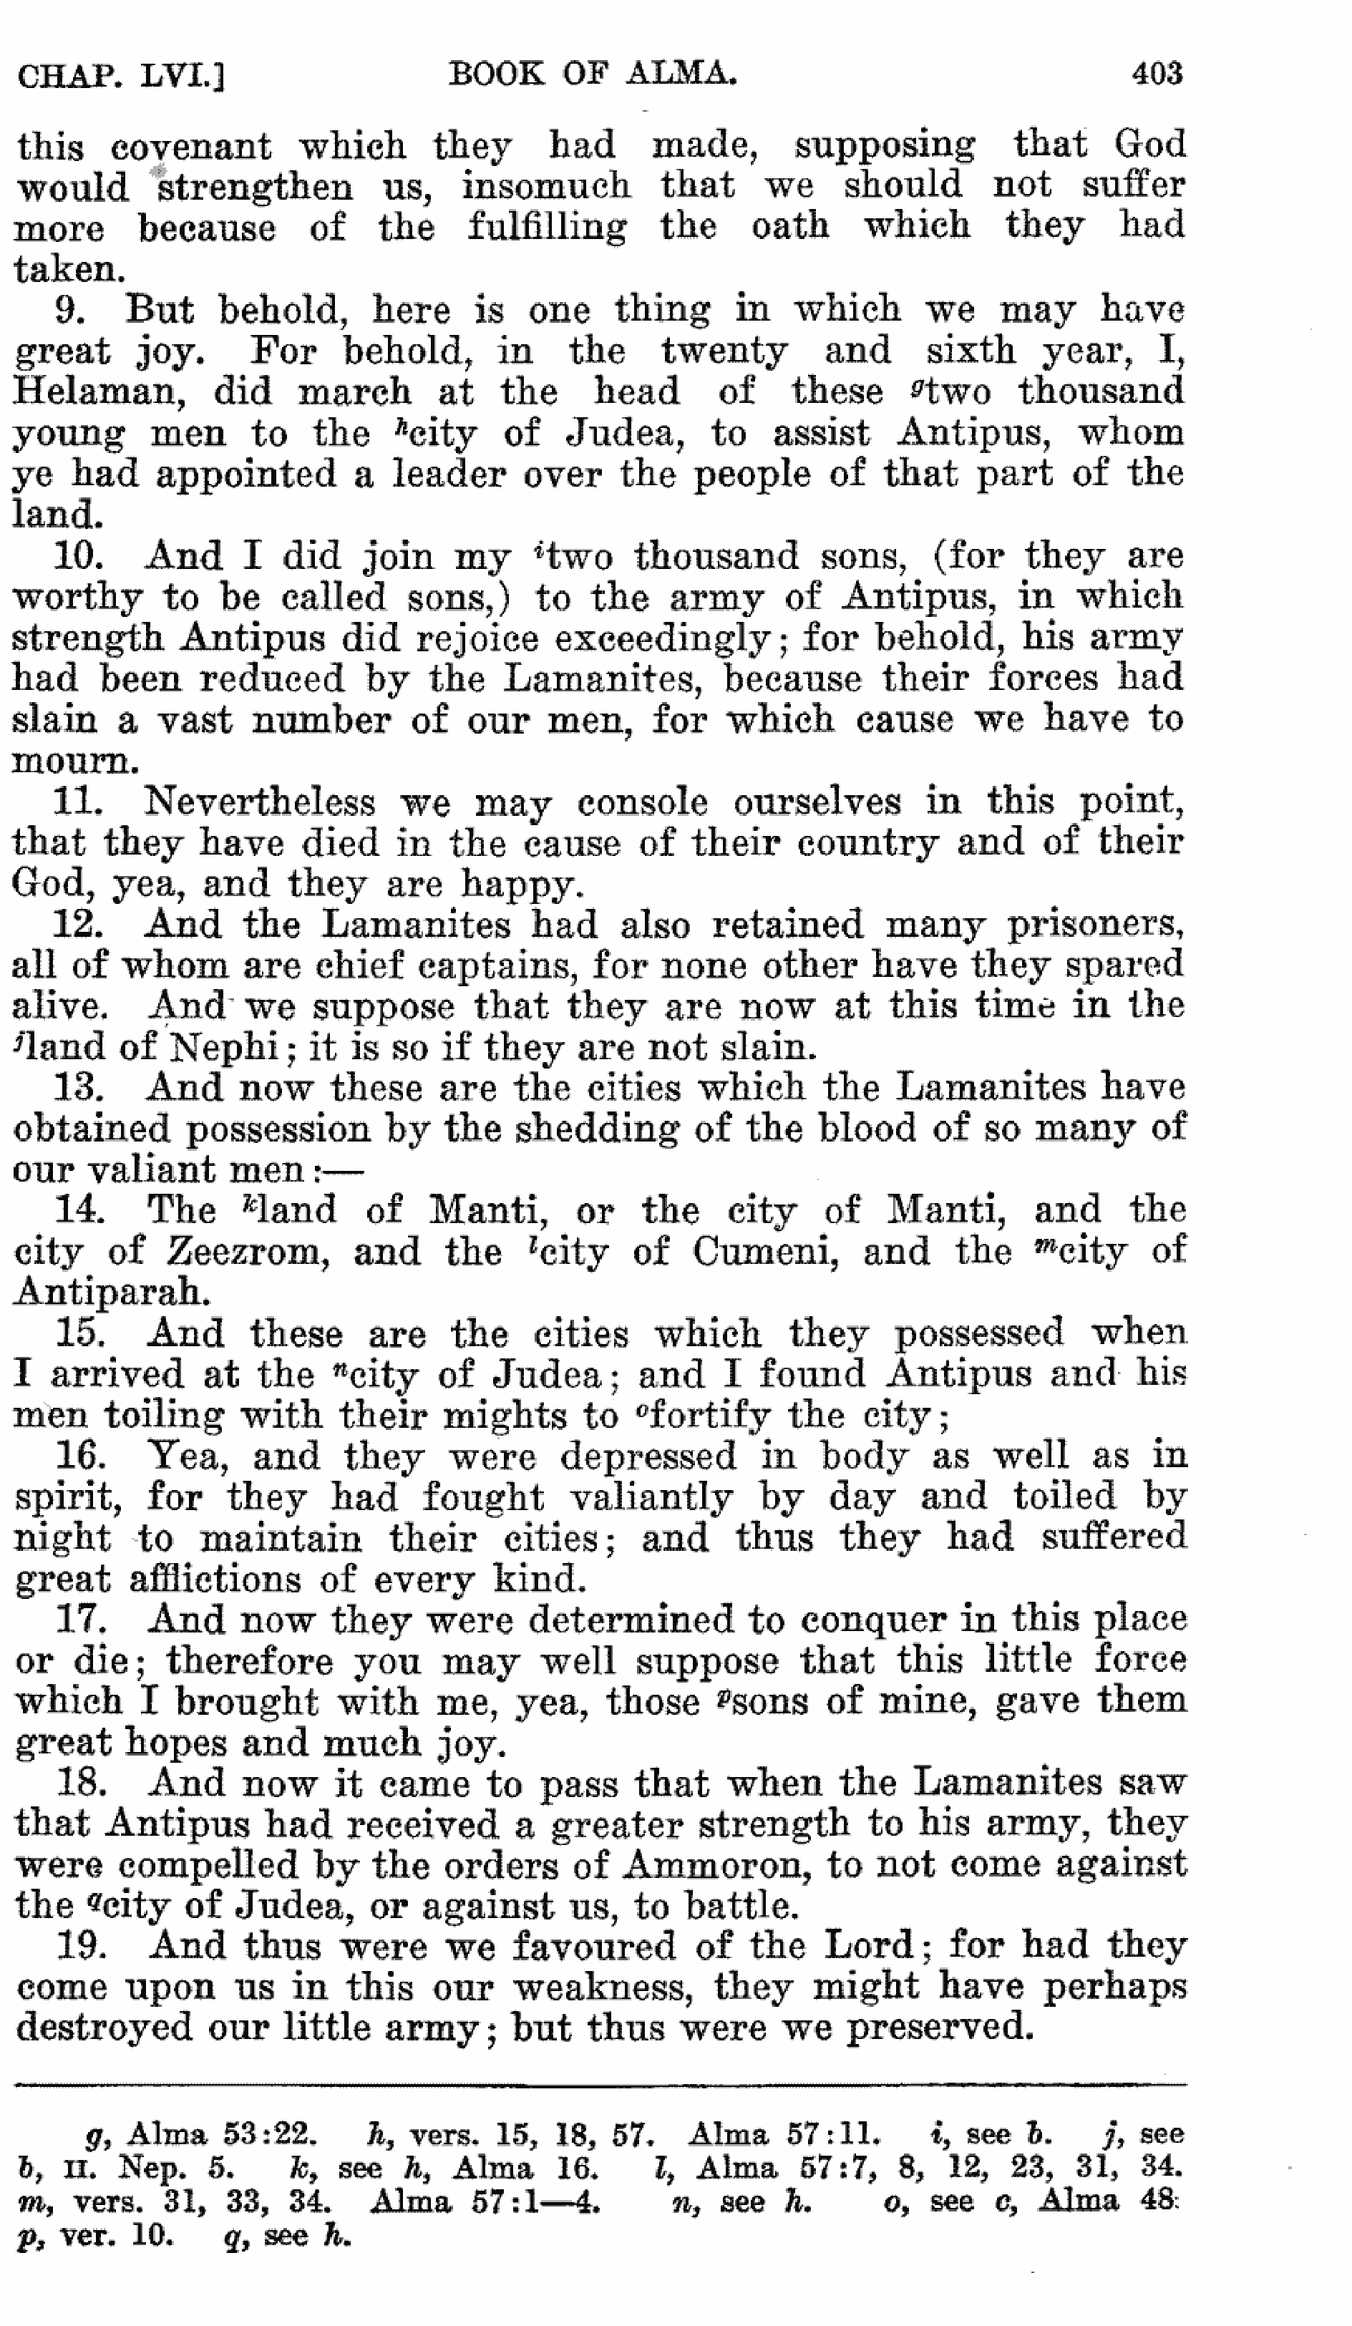 CHAP. LVI.] BOOK OF ALMA. 403
this covenant which they had made, supposing that God
would strengthen us, insomuch that we should not suffer
more because of the fulfilling the oath which they had
taken.
9. But behold, here is one thing in which we may have
great joy. For behold, in the twenty and sixth year, I,
Helaman, did march at the head of these gtwo thousand
young men to the hcity of Judea, to assist Antipus, whom
ye had appointed a leader over the people of that part of the
land.
10. And I did join my itwo thousand sons, (for they are
worthy to be called sons,) to the army of Antipus, in which
strength Antipus did rejoice exceedingly; for behold, his army
had been reduced by the Lamanites, because their forces had
slain a vast number of our men, for which cause we have to
mourn.
11. Nevertheless we may console ourselves in this point,
that they have died in the cause of their country and of their
God, yea, and they are happy.
12. And the Lamanites had also retained many prisoners,
all of whom are chief captains, for none other have they spared
alive. And we suppose that they are now at this time in the
jland of Nephi; it is so if they are not slain.
13. And now these are the cities which the Lamanites have
obtained possession by the shedding of the blood of so many of
our valiant men:—
14. The kland of Manti, or the city of Manti, and the
city of Zeezrom, and the lcity of Cumeni, and the mcity of
Antiparah.
15. And these are the cities which they possessed when
I arrived at the ncity of Judea; and I found Antipus and his
men toiling with their mights to ofortify the city;
16. Yea, and they were depressed in body as well as in
spirit, for they had fought valiantly by day and toiled by
night to maintain their cities; and thus they had suffered
great afflictions of every kind.
17. And now they were determined to conquer in this place
or die; therefore you may well suppose that this little force
which I brought with me, yea, those psons of mine, gave them
great hopes and much joy.
18. And now it came to pass that when the Lamanites saw
that Antipus had received a greater strength to his army, they
were compelled by the orders of Ammoron, to not come against
the qcity of Judea, or against us, to battle.
19. And thus were we favoured of the Lord; for had they
come upon us in this our weakness, they might have perhaps
destroyed our little army; but thus were we preserved.
g, Alma 53:22. h, vers. 15, 18, 57. Alma 57:11. i, see b. j, see
b, II. Nep. 5. k, see h, Alma 16. l, Alma 57:7, 8, 12, 23, 31, 34.
m, vers. 31, 33, 34. Alma 57:1—4. n, see h. o, see c, Alma 48.
p, ver. 10. q, see h.